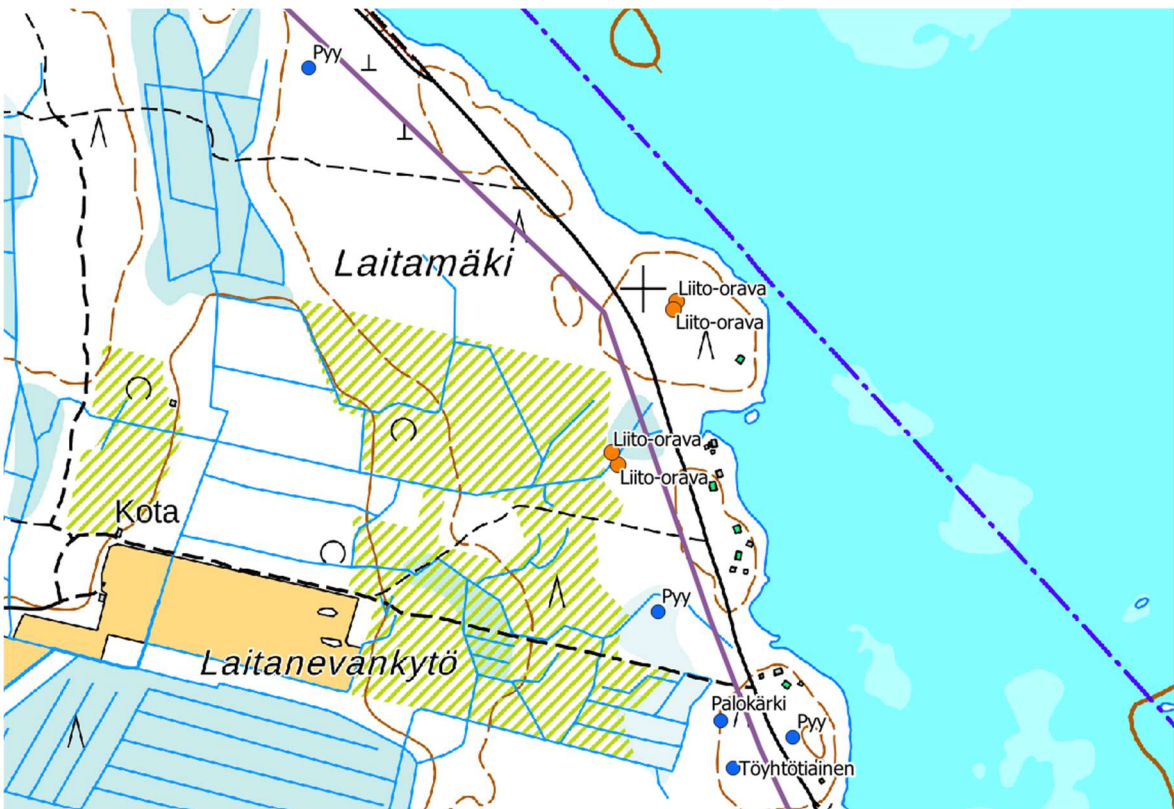 Pyy
Laitamäki
Liito-orava
Liito-orava
Liito-orava
Liito-orava
Kota
Pyy
Laitanevankytö
Palokärki
Pyy
Töyhtötiainen